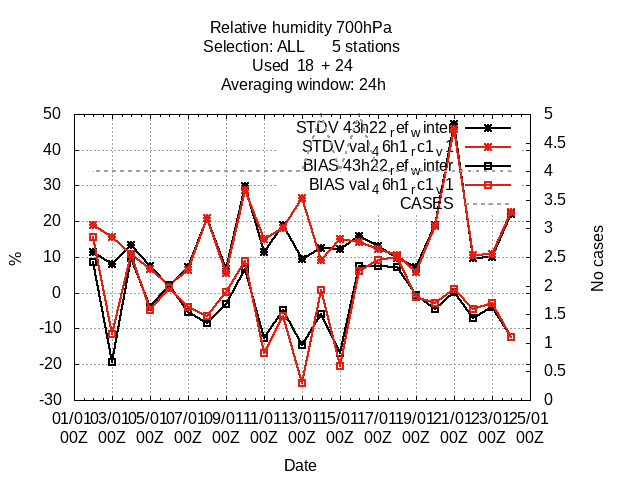 Relative humidity 700hPa
Selection: ALL 5 stations
Used 18 + 24
Averaging window: 24h
STDV 43h22_ref_winter
STDV val_46h1_rc1_v1
BIAS 43h22_ref_winter
BIAS val_46h1_rc1_v1
CASES
50
40
30
20
10
0
-10
-20
-30
%
5
4.5
4
3.5
3
2.5
2
1.5
1
0.5
0
No cases
01/01 03/01 05/01 07/01 09/01 11/01 13/01 15/01 17/01 19/01 21/01 23/01 25/01
00Z 00Z 00Z 00Z 00Z 00Z 00Z 00Z 00Z 00Z 00Z 00Z 00Z
Date